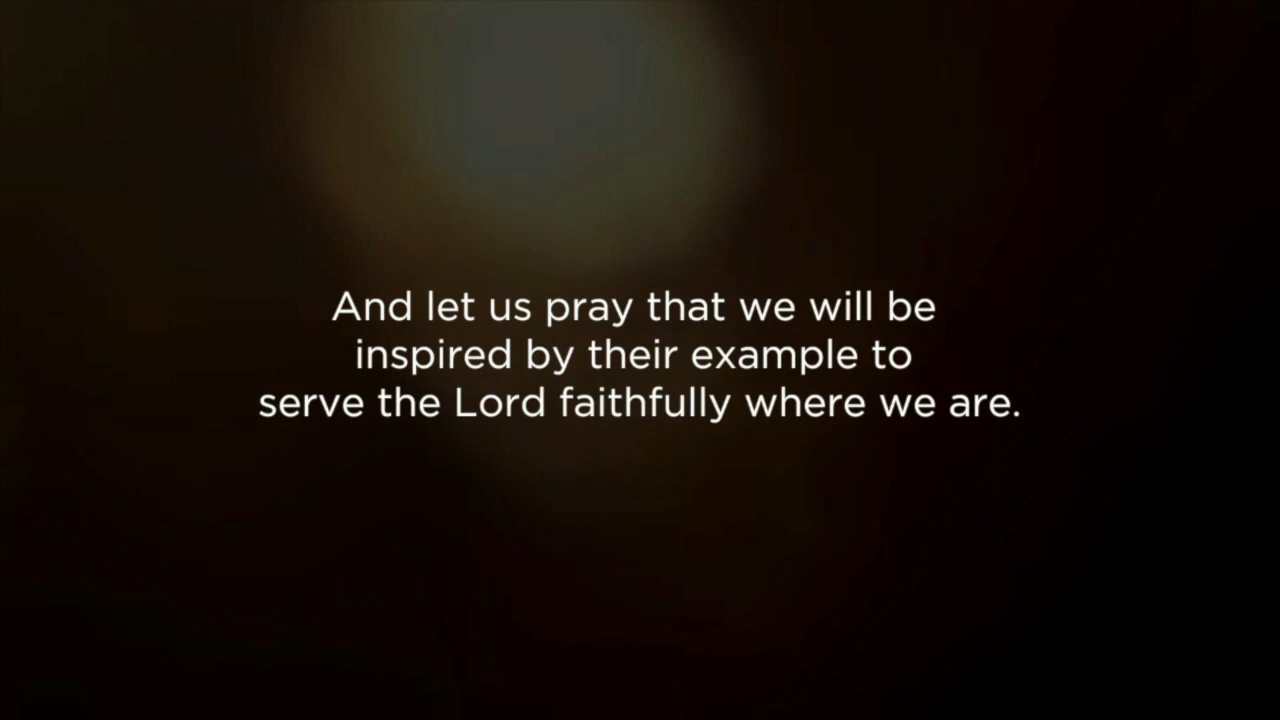 And let us pray that we will be
inspired by their example to
serve the Lord faithfully where we are.